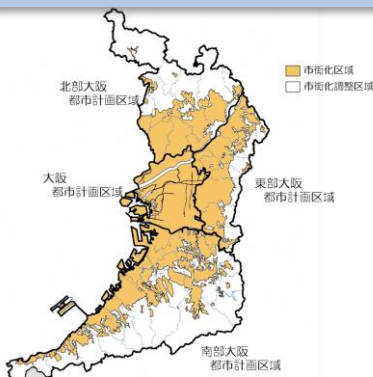 北部大阪
都市計画区域
市街化区域
市街化調整区域
大阪
都市計画区域
東部大阪
都市計画区域
南部大阪
都市計画区域